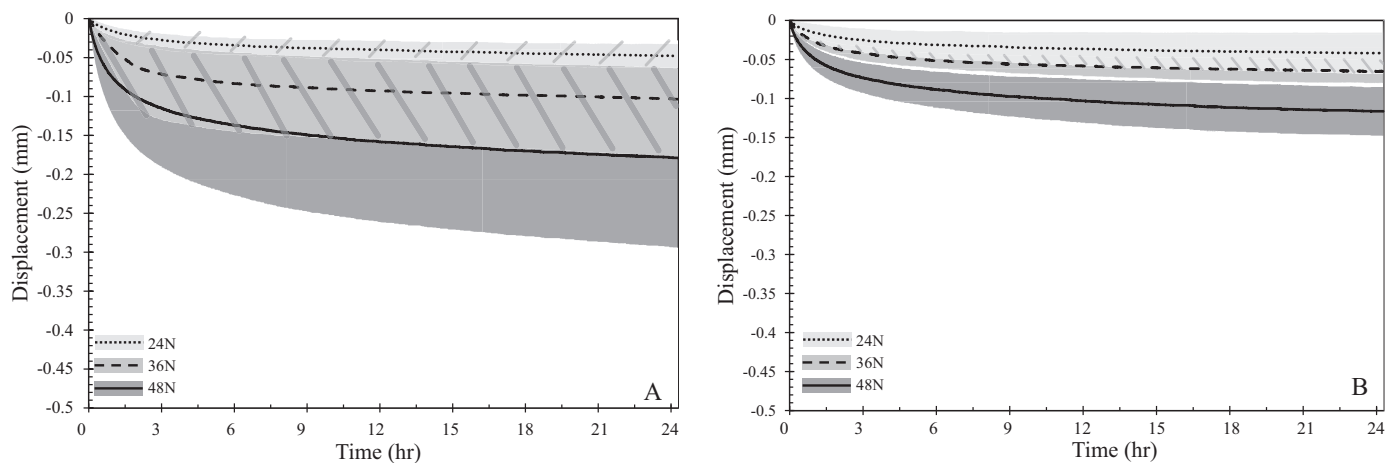 0
-0.05
-0.1
-0.15
-0.2
-0.25
-0.3
-0.35
-0.4
-0.45
-0.5
Displacement (mm)
24N
36N
48N
A
0 3 6 9 12 15 18 21 24
Time (hr)
0
-0.05
-0.1
-0.15
-0.2
-0.25
-0.3
-0.35
-0.4
-0.45
-0.5
Displacement (mm)
24N
36N
48N
B
0 3 6 9 12 15 18 21 24
Time (hr)